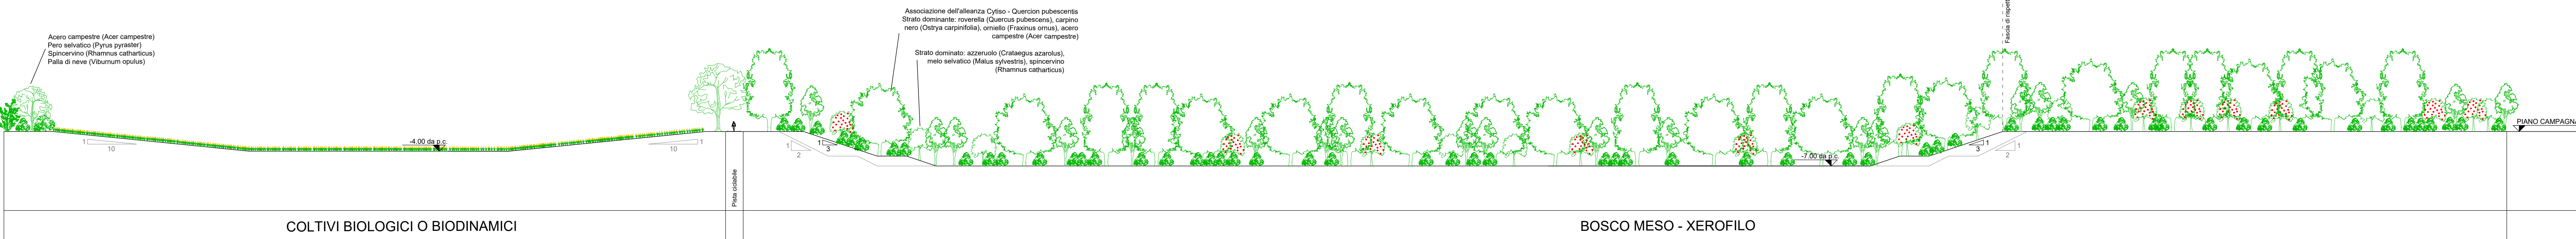 Acero campestre (Acer campestre)
Pero selvatico (Pyrus pyraster)
Spincervino (Rhamnus catharticus)
Palla di neve (Viburnum opulus)
Associazione dell'alleanza Cytiso - Quercion pubescentis
Strato dominante: roverella (Quercus pubescens), carpino
nero (Ostrya carpinifolia), orniello (Fraxinus ornus), acero
campestre (Acer campestre)
Strato dominato: azzeruolo (Crataegus azarolus),
melo selvatico (Malus sylvestris), spincervino
(Rhamnus catharticus)
Fascia di rispett
1
10
-4.00 da p.c.
1
10
1
2
1
3
-7.00 da p.c.
1
3
1
2
PIANO CAMPAGNA
Pista ciclabile
COLTIVI BIOLOGICI O BIODINAMICI
BOSCO MESO - XEROFILO